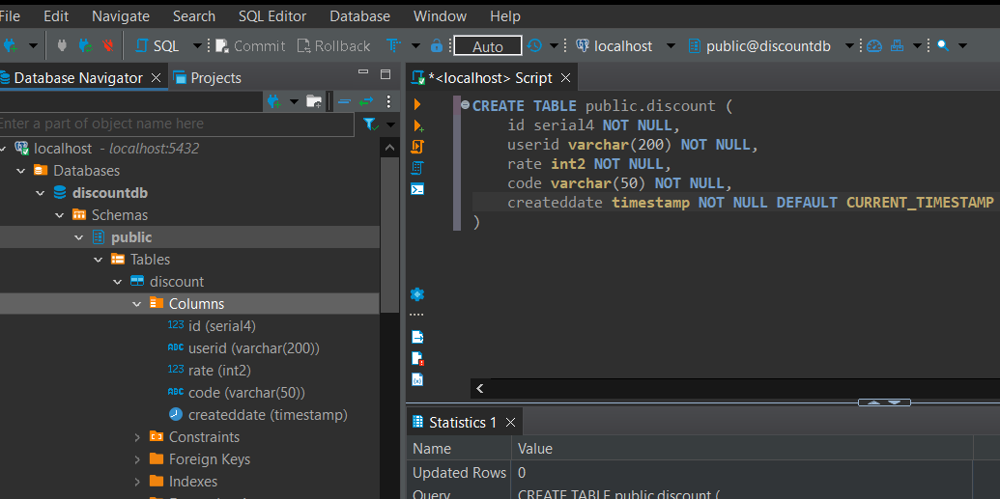 File Edit Navigate Search SQL Editor Database Window Help
SQL Commit Rollback Auto localhost public@discountdb
Database Navigator Projects
Enter a part of object name here
localhost - localhost:5432
Databases
discountdb
Schemas
public
Tables
discount
Columns
123 id (serial4)
ABC userid (varchar(200))
123 rate (int2)
ABC code (varchar(50))
createddate (timestamp)
Constraints
Foreign Keys
Indexes
*<localhost> Script
CREATE TABLE public.discount (
id serial4 NOT NULL,
userid varchar(200) NOT NULL,
rate int2 NOT NULL,
code varchar(50) NOT NULL,
createddate timestamp NOT NULL DEFAULT CURRENT_TIMESTAMP
)
Statistics 1
Name Value
Updated Rows 0
Query CREATE TABLE public.discount (